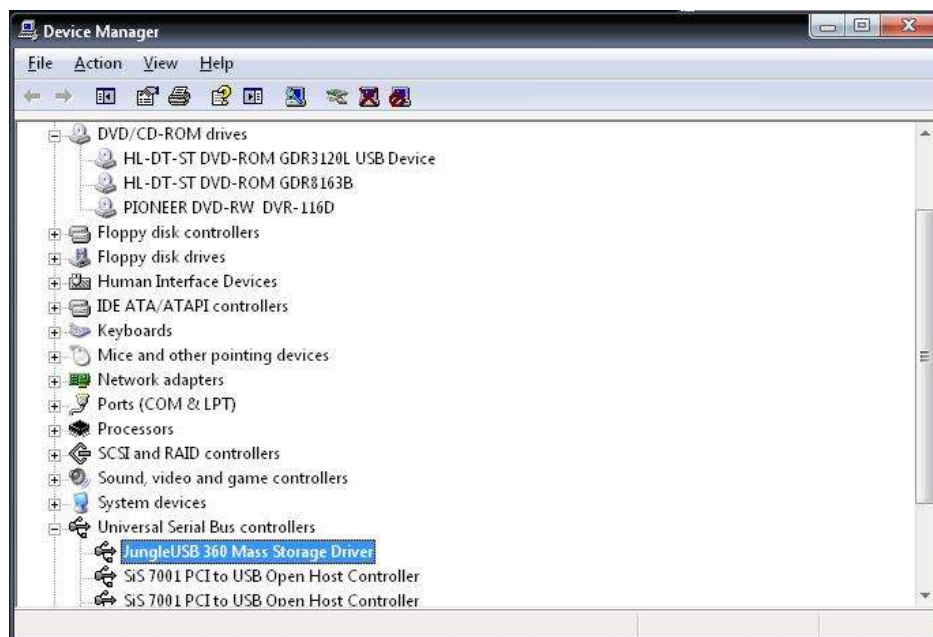 Device Manager
File Action View Help
DVD/CD-ROM drives
HL-DT-ST DVD-ROM GDR3120L USB Device
HL-DT-ST DVD-ROM GDR8163B
PIONEER DVD-RW DVR-116D
Floppy disk controllers
Floppy disk drives
Human Interface Devices
IDE ATA/ATAPI controllers
Keyboards
Mice and other pointing devices
Network adapters
Ports (COM & LPT)
Processors
SCSI and RAID controllers
Sound, video and game controllers
System devices
Universal Serial Bus controllers
JungleUSB 360 Mass Storage Driver
SiS 7001 PCI to USB Open Host Controller
SiS 7001 PCI to USB Open Host Controller